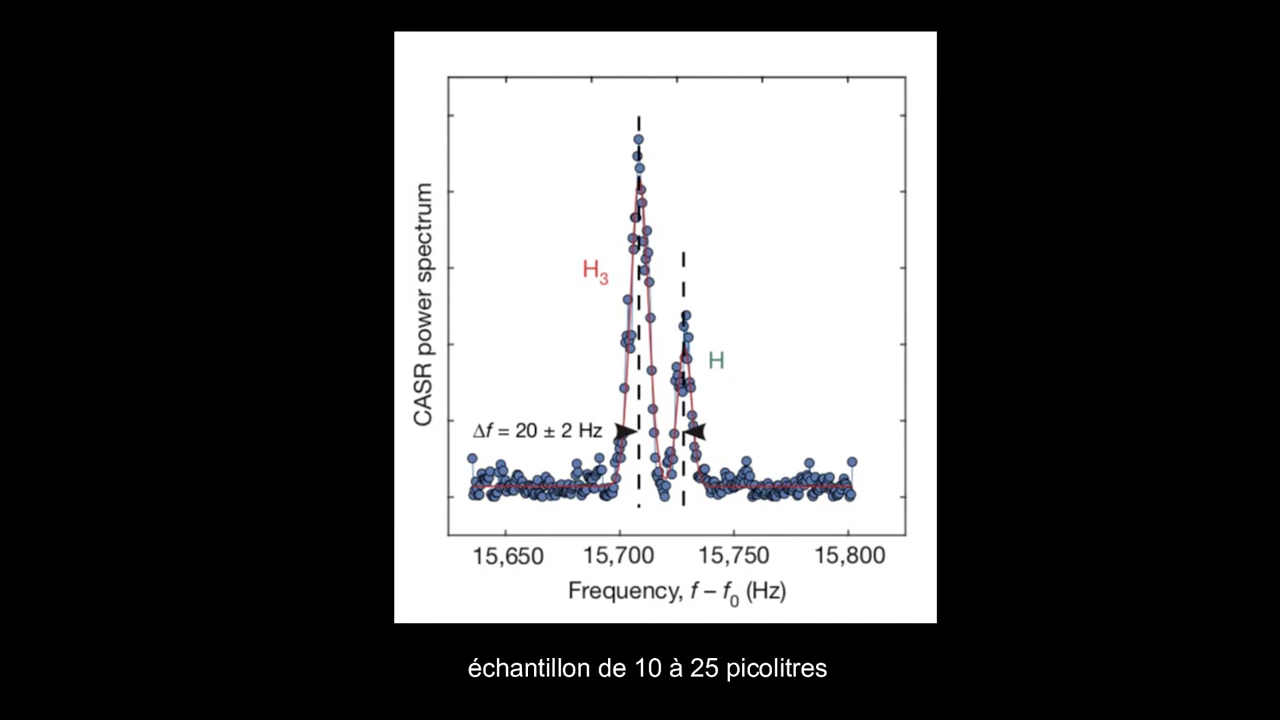 CASR power spectrum
H3
H
Δf = 20 ± 2 Hz
15,650 15,700 15,750 15,800
Frequency, f – f0 (Hz)
échantillon de 10 à 25 picolitres